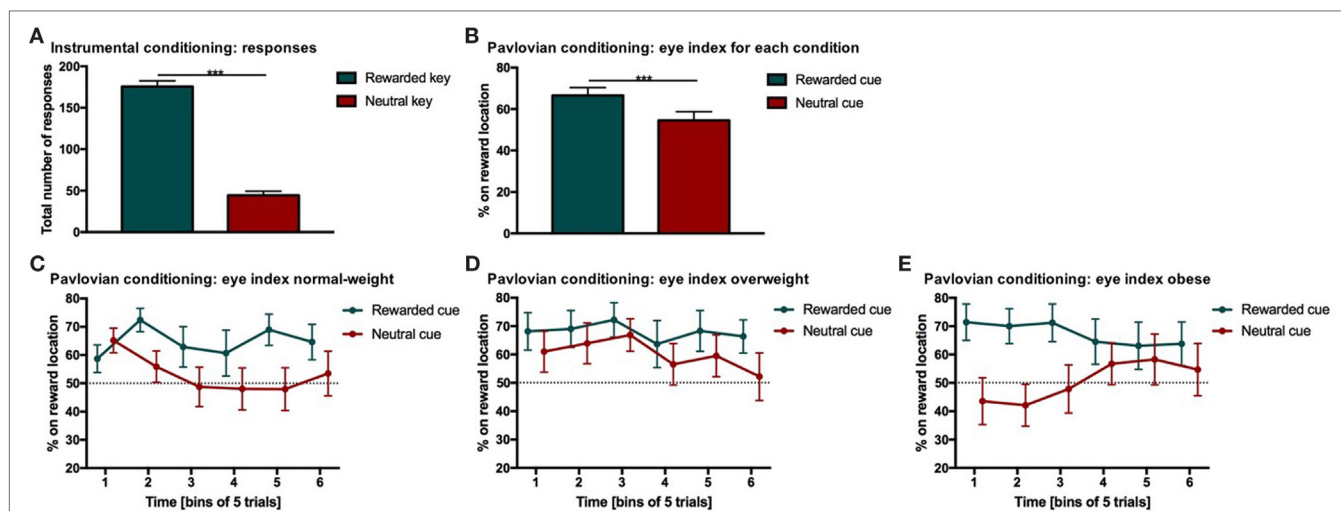 A
Instrumental conditioning: responses
Total number of responses
200
150
100
50
0
***
Rewarded key
Neutral key
B
Pavlovian conditioning: eye index for each condition
% on reward location
80
60
40
20
0
***
Rewarded cue
Neutral cue
C
Pavlovian conditioning: eye index normal-weight
% on reward location
80
70
60
50
40
30
20
1 2 3 4 5 6
Time [bins of 5 trials]
Rewarded cue
Neutral cue
D
Pavlovian conditioning: eye index overweight
% on reward location
80
70
60
50
40
30
20
1 2 3 4 5 6
Time [bins of 5 trials]
Rewarded cue
Neutral cue
E
Pavlovian conditioning: eye index obese
% on reward location
80
70
60
50
40
30
20
1 2 3 4 5 6
Time [bins of 5 trials]
Rewarded cue
Neutral cue